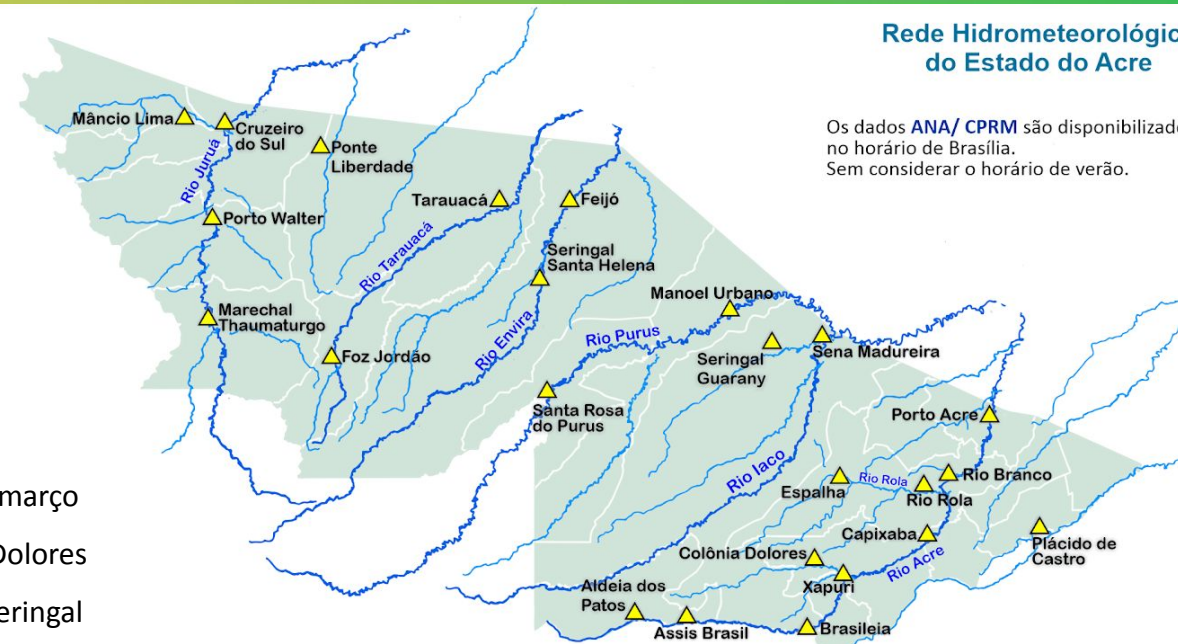 Rede Hidrometeorológic
do Estado do Acre
Os dados ANA/ CPRM são disponibilizad
no horário de Brasília.
Sem considerar o horário de verão.
Mâncio Lima
Cruzeiro
do Sul
Ponte
Liberdade
Rio Juruá
Tarauacá
Feijó
Porto Walter
Rio Tarauacá
Seringal
Santa Helena
Manoel Urbano
Marechal
Thaumaturgo
Rio Envira
Rio Purus
Foz Jordão
Seringal
Guarany
Sena Madureira
Santa Rosa
do Purus
Porto Acre
Rio Iaco
Espalha
Rio Rola
Rio Branco
Rio Rola
março
Capixaba
Plácido de
Castro
Dolores
Colônia Dolores
Rio Acre
Xapuri
Aldeia dos
Patos
eringal
Assis Brasil
Brasileia